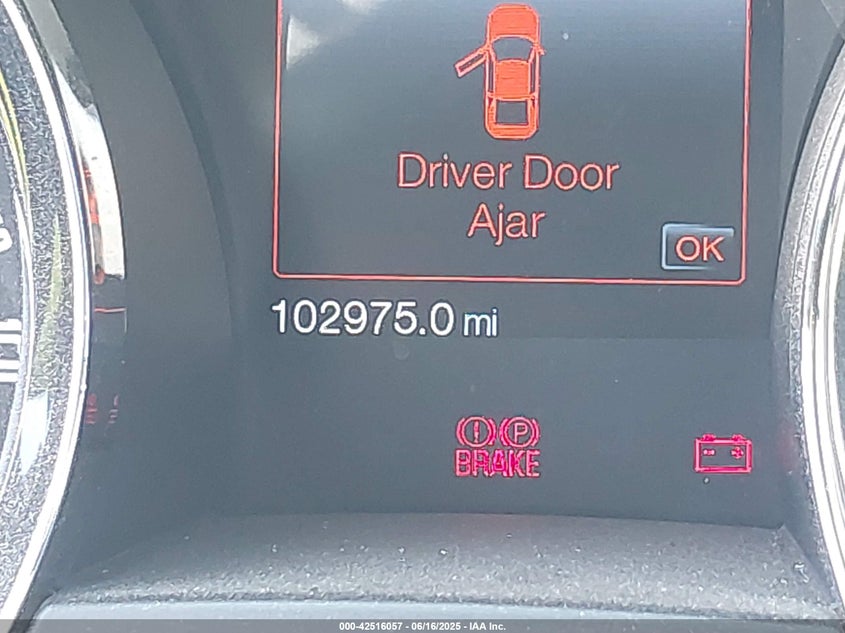 Driver Door
Ajar
OK
102975.0 mi
P
BRAKE
000-42516057 - 06/16/2025 - IAA Inc.